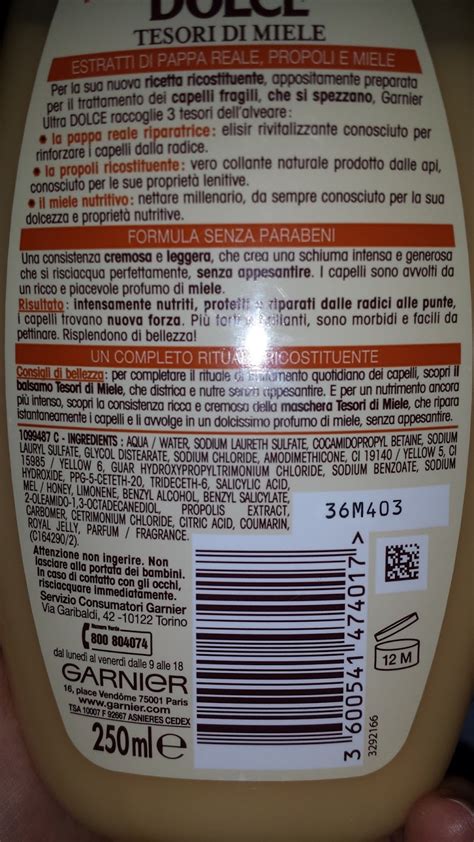 DOLCE
TESORI DI MIELE
ESTRATTI DI PAPPA REALE, PROPOLI E MIELE
Per la sua nuova ricetta ricostituente, appositamente preparata
per il trattamento dei capelli fragili, che si spezzano, Garnier
Ultra DOLCE raccoglie 3 tesori dell'alveare:
• la pappa reale riparatrice: elisir rivitalizzante conosciuto per
rinforzare i capelli dalla radice.
• la propoli ricostituente: vero collante naturale prodotto dalle api,
conosciuto per le sue proprietà lenitive.
• il miele nutritivo: nettare millenario, da sempre conosciuto per la sua
dolcezza e proprietà nutritive.
FORMULA SENZA PARABENI
Una consistenza cremosa e leggera, che crea una schiuma intensa e generosa
che si risciacqua perfettamente, senza appesantire. I capelli sono avvolti da
un ricco e piacevole profumo di miele.
Risultato: intensamente nutriti, protetti e riparati dalle radici alle punte,
i capelli trovano nuova forza. Più forti e brillanti, sono morbidi e facili da
pettinare. Risplendono di bellezza!
UN COMPLETO RITUALE RICOSTITUENTE
Consigli di bellezza: per completare il rituale di trattamento quotidiano dei capelli, scopri il
balsamo Tesori di Miele, che districa e nutre senza appesantire. E per un nutrimento ancora
più intenso, scopri la consistenza ricca e cremosa della maschera Tesori di Miele, che ripara
istantaneamente i capelli e li avvolge in un dolcissimo profumo di miele, senza appesantire.
1099487 C - INGREDIENTS : AQUA / WATER, SODIUM LAURETH SULFATE, COCAMIDOPROPYL BETAINE, SODIUM
LAURYL SULFATE, GLYCOL DISTEARATE, SODIUM CHLORIDE, AMODIMETHICONE, CI 19140 / YELLOW 5, CI
15985 / YELLOW 6, GUAR HYDROXYPROPYLTRIMONIUM CHLORIDE, SODIUM BENZOATE, SODIUM
HYDROXIDE, PPG-5-CETETH-20, TRIDECETH-6, SALICYLIC ACID,
MEL / HONEY, LIMONENE, BENZYL ALCOHOL, BENZYL SALICYLATE,
2-OLEAMIDO-1,3-OCTADECANEDIOL, PROPOLIS EXTRACT,
CARBOMER, CETRIMONIUM CHLORIDE, CITRIC ACID, COUMARIN,
ROYAL JELLY, PARFUM / FRAGRANCE.
(C164290/2).
36M403
Attenzione non ingerire. Non
lasciare alla portata dei bambini.
In caso di contatto con gli occhi,
risciacquare immediatamente.
Servizio Consumatori Garnier
Via Garibaldi, 42 -10122 Torino
Numero Verde
800 804074
dal lunedì al venerdì dalle 9 alle 18
GARNIER
16, place Vendôme 75001 Paris
www.garnier.com
TSA 10007 F 92667 ASNIERES CEDEX
250ml e
3 600541 474017 >
12 M
3292166